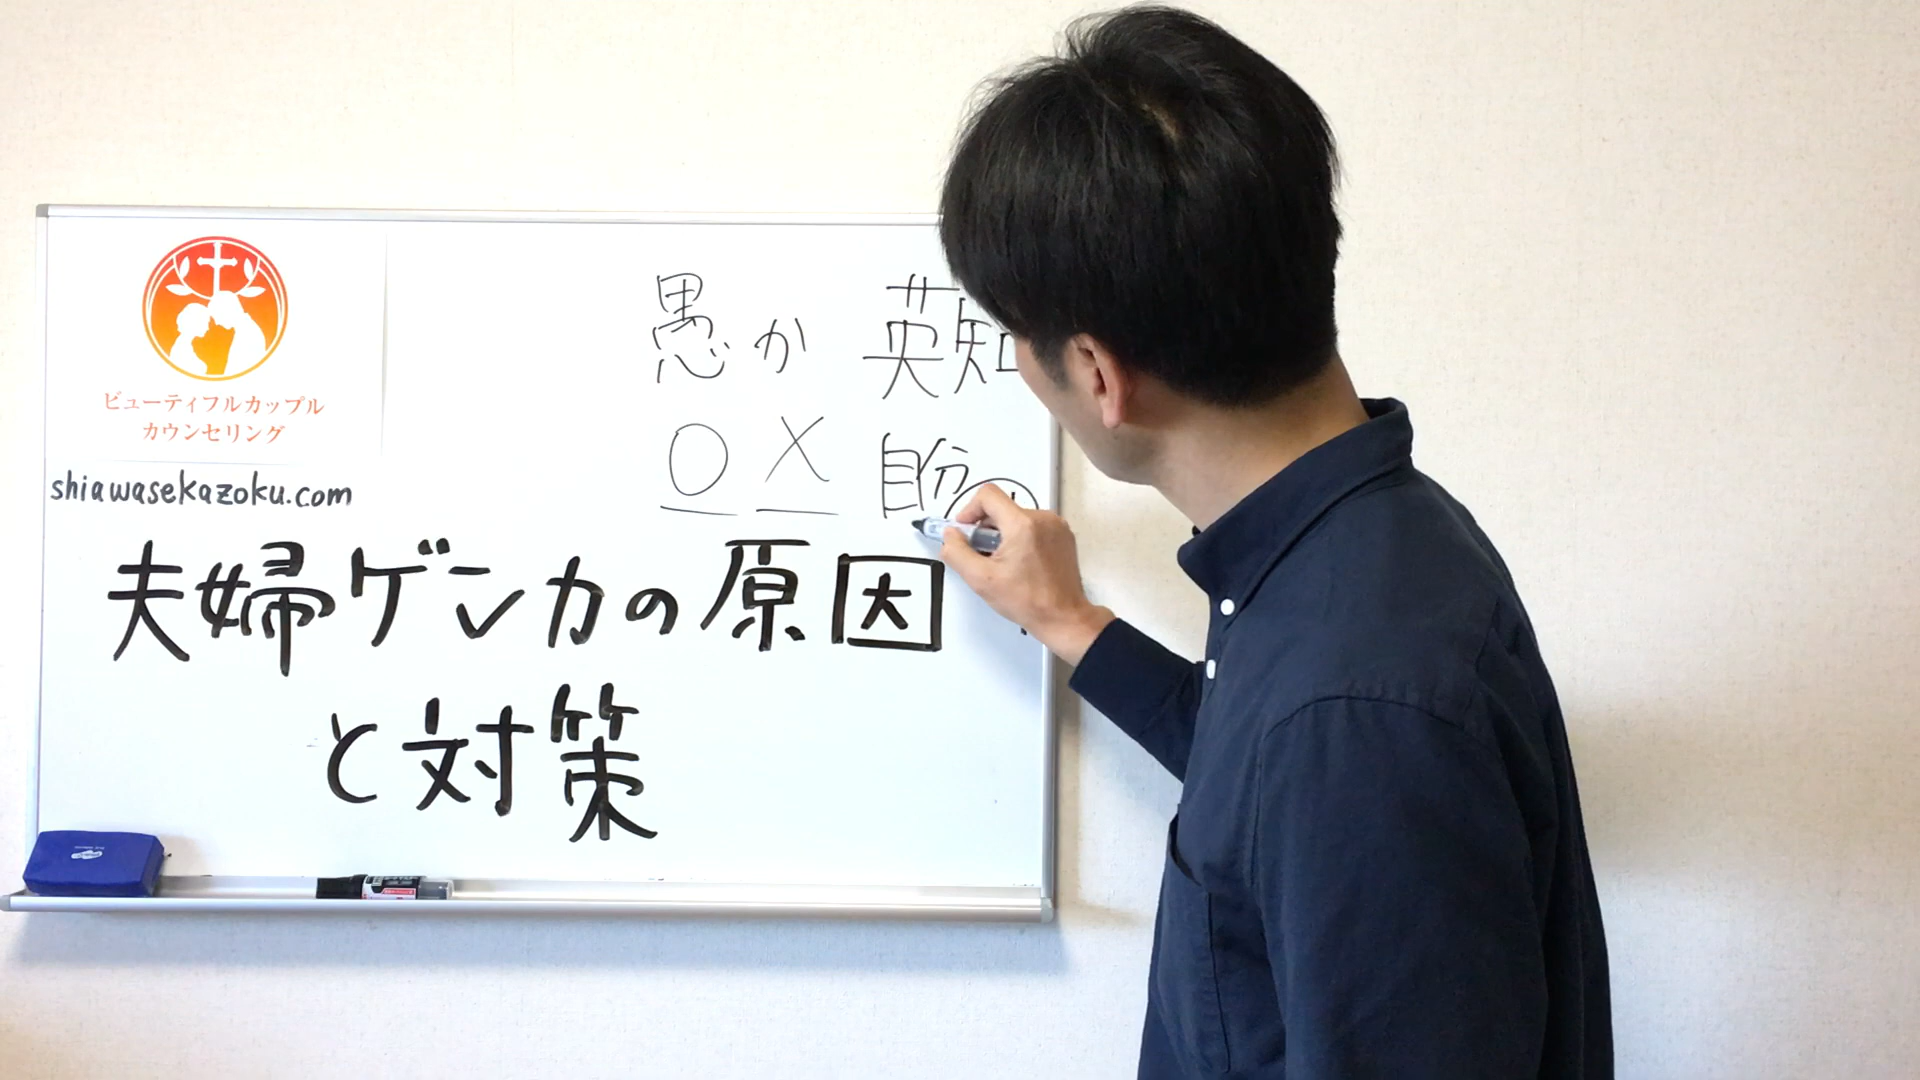 ビューティフルカップル
カウンセリング
shiawasekazoku.com
愚か 英知
O X 自分
夫婦ゲンカの原因
と対策